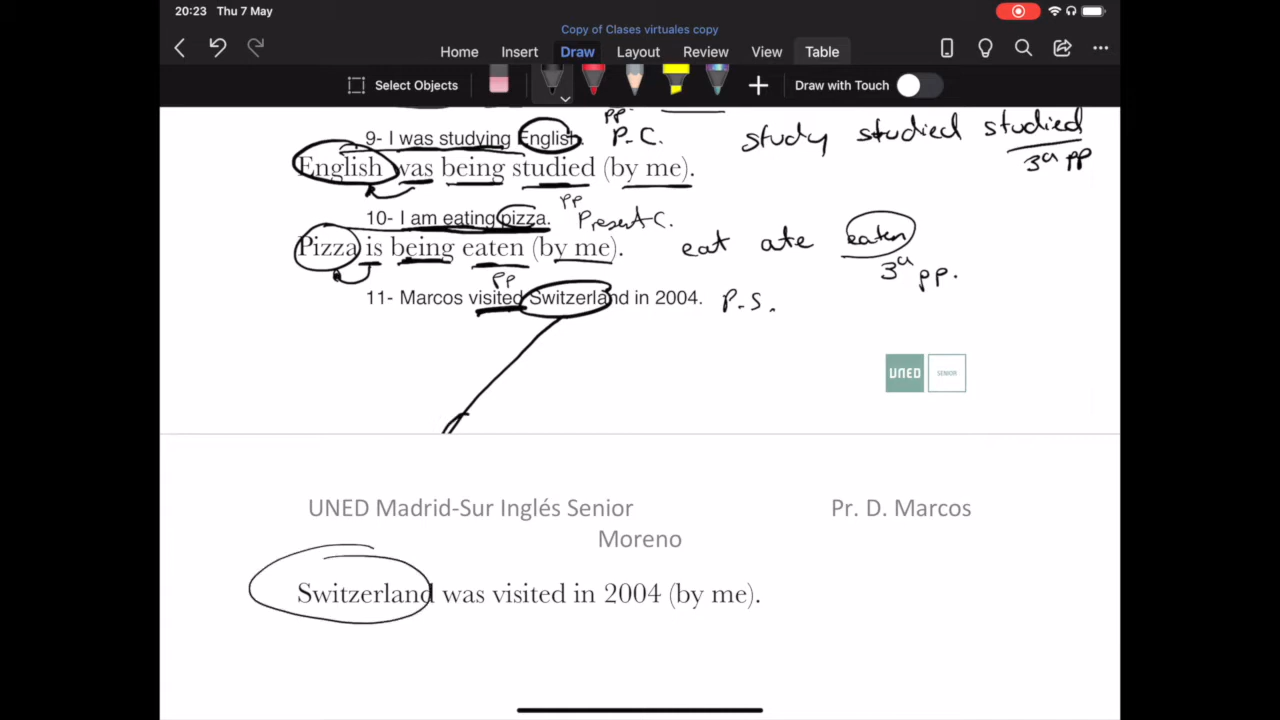 20:23 Thu 7 May
Copy of Clases virtuales copy
Home Insert Draw Layout Review View Table
Select Objects Draw with Touch
pp.
9- I was studying English. P.C. study studied studied
English was being studied (by me). 3ª pp
pp
10- I am eating pizza. Present C.
Pizza is being eaten (by me). eat ate eaten
pp 3ª pp.
11- Marcos visited Switzerland in 2004. P.S.
UNED SENIOR
UNED Madrid-Sur Inglés Senior Pr. D. Marcos
Moreno
Switzerland was visited in 2004 (by me).